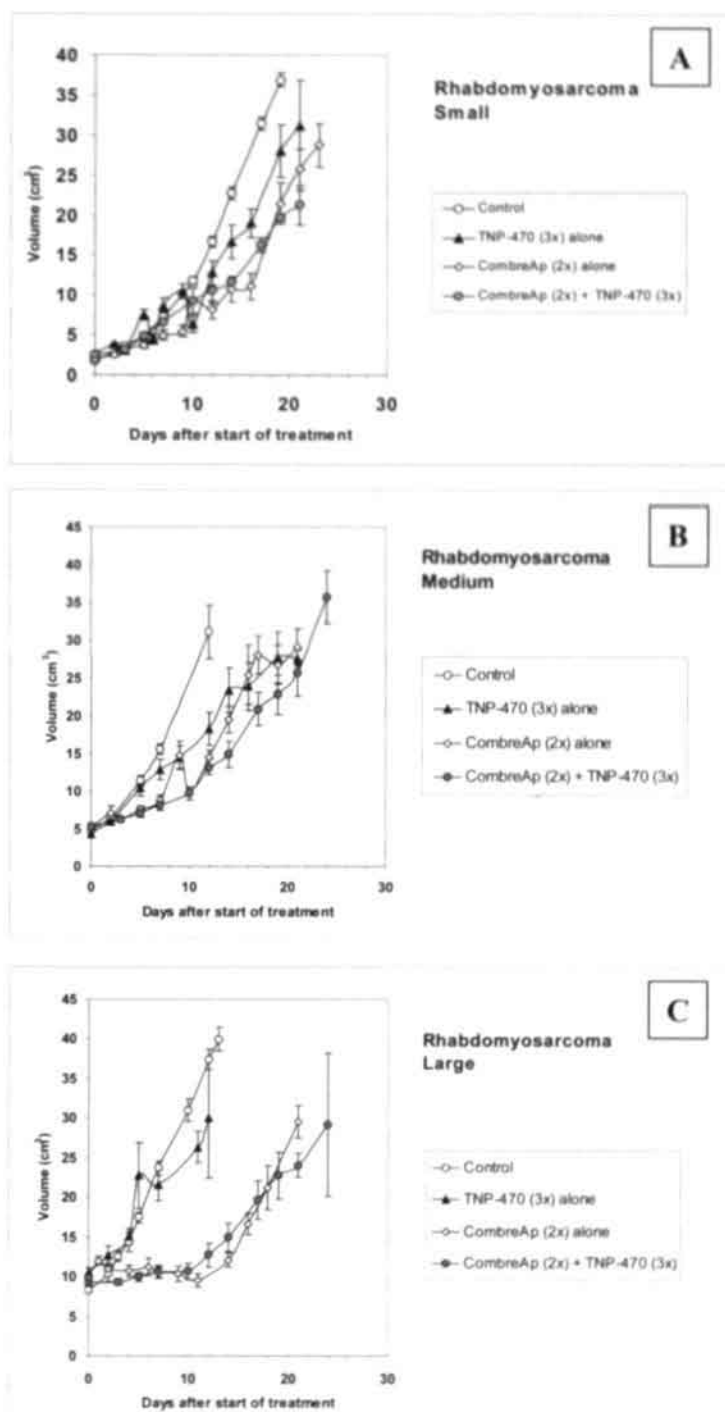 A
Rhabdomyosarcoma
Small
40
35
30
25
20
15
10
5
0
Volume (cm³)
0 10 20 30
Days after start of treatment
Control
TNP-470 (3x) alone
CombreAp (2x) alone
CombreAp (2x) + TNP-470 (3x)
B
Rhabdomyosarcoma
Medium
45
40
35
30
25
20
15
10
5
0
Volume (cm³)
0 10 20 30
Days after start of treatment
Control
TNP-470 (3x) alone
CombreAp (2x) alone
CombreAp (2x) + TNP-470 (3x)
C
Rhabdomyosarcoma
Large
45
40
35
30
25
20
15
10
5
0
Volume (cm³)
0 10 20 30
Days after start of treatment
Control
TNP-470 (3x) alone
CombreAp (2x) alone
CombreAp (2x) + TNP-470 (3x)